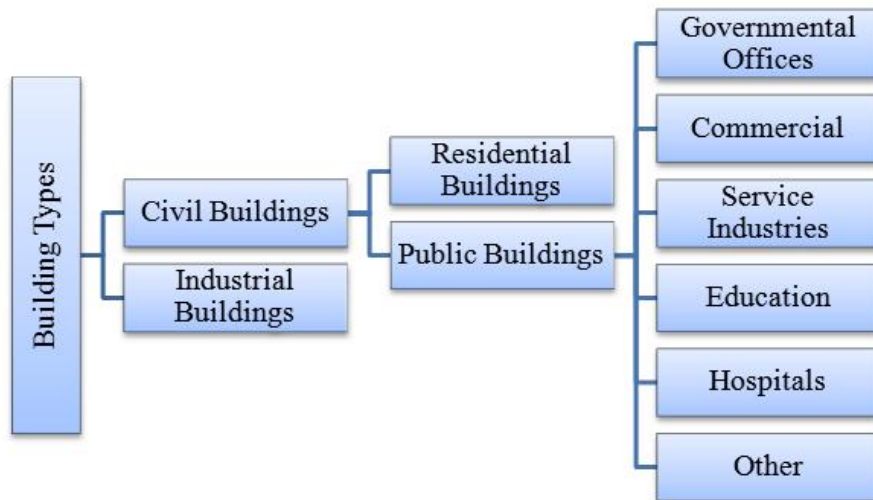 Building Types
Civil Buildings
Industrial
Buildings
Residential
Buildings
Public Buildings
Governmental
Offices
Commercial
Service
Industries
Education
Hospitals
Other